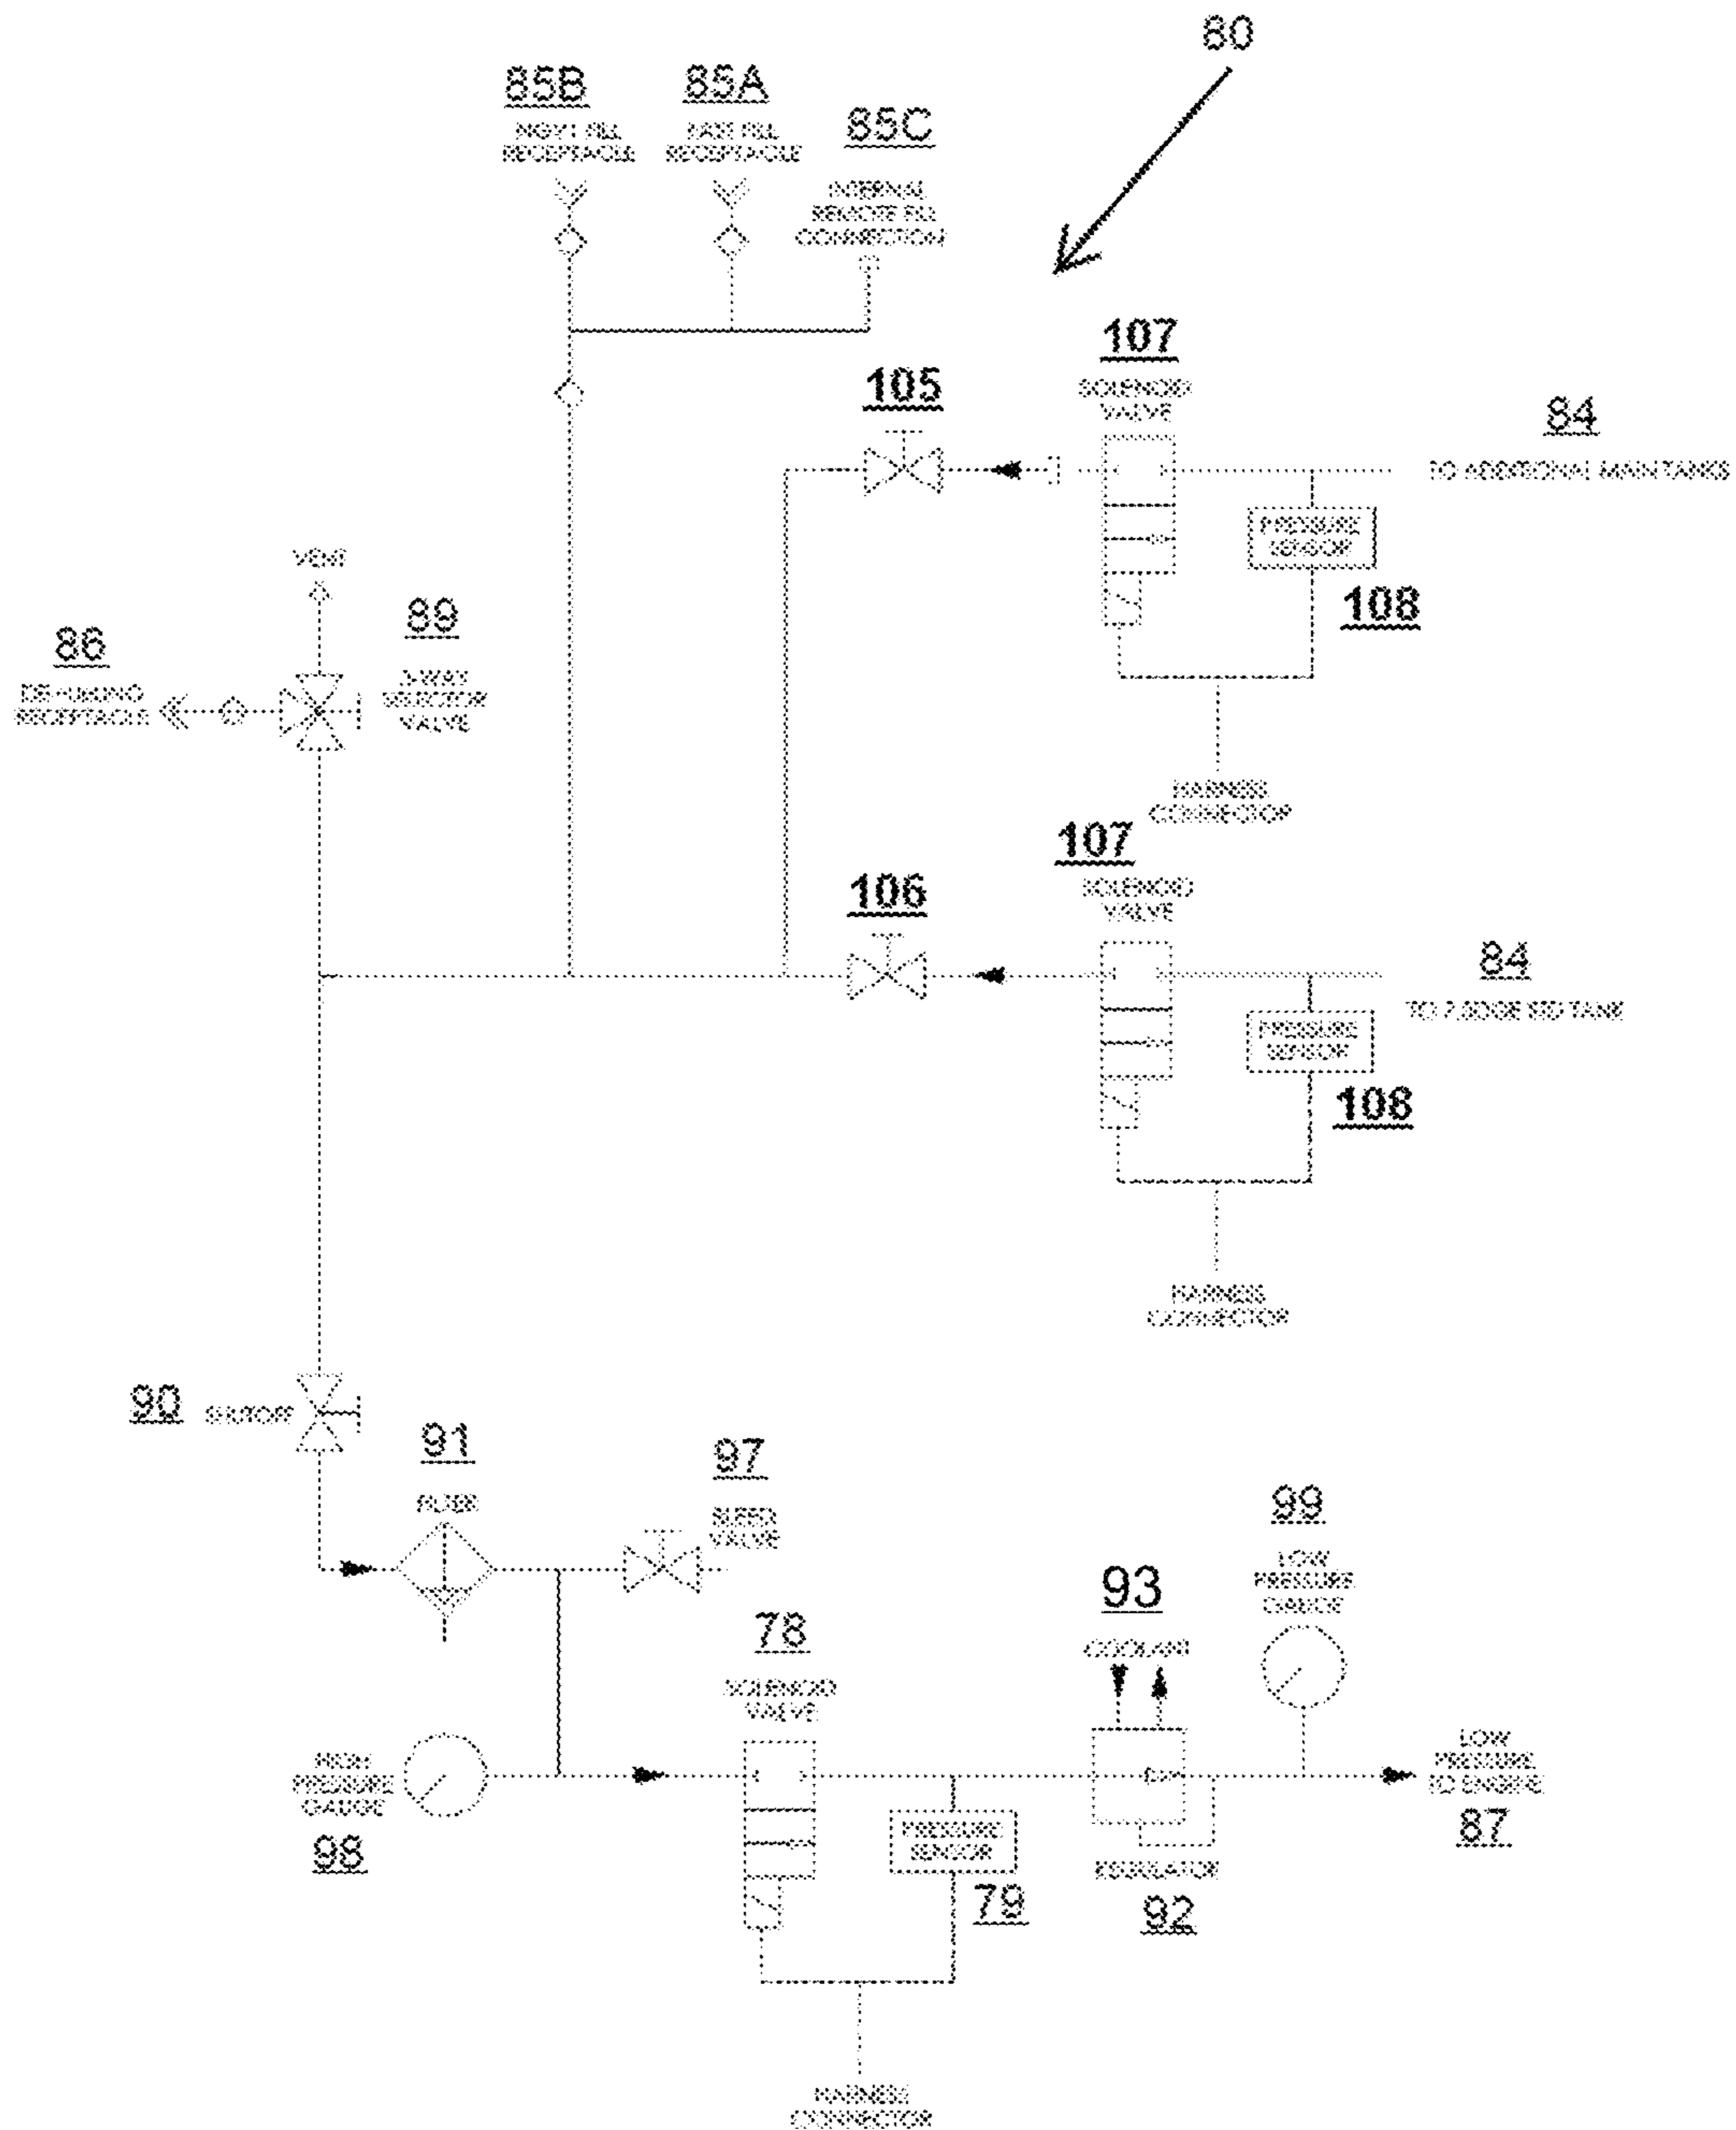 80
85B
NGV1 FILL
RECEPTACLE
85A
FAST FILL
RECEPTACLE
85C
INTERNAL
REMOTE FILL
CONNECTION
107
SOLENOID
VALVE
105
84
TO ADDITIONAL MAIN TANKS
PRESSURE
SENSOR
108
HARNESS
CONNECTOR
VENT
89
3-WAY
SELECTOR
VALVE
86
DEFUELING
RECEPTACLE
107
SOLENOID
VALVE
106
84
STD TANK
PRESSURE
SENSOR
108
HARNESS
CONNECTOR
90
SHUTOFF
91
FILTER
97
BLEED
VALVE
99
LOW
PRESSURE
GAUGE
93
COOLANT
78
SOLENOID
VALVE
HIGH
PRESSURE
GAUGE
98
PRESSURE
SENSOR
79
REGULATOR
92
LOW
PRESSURE
TO ENGINE
87
HARNESS
CONNECTOR